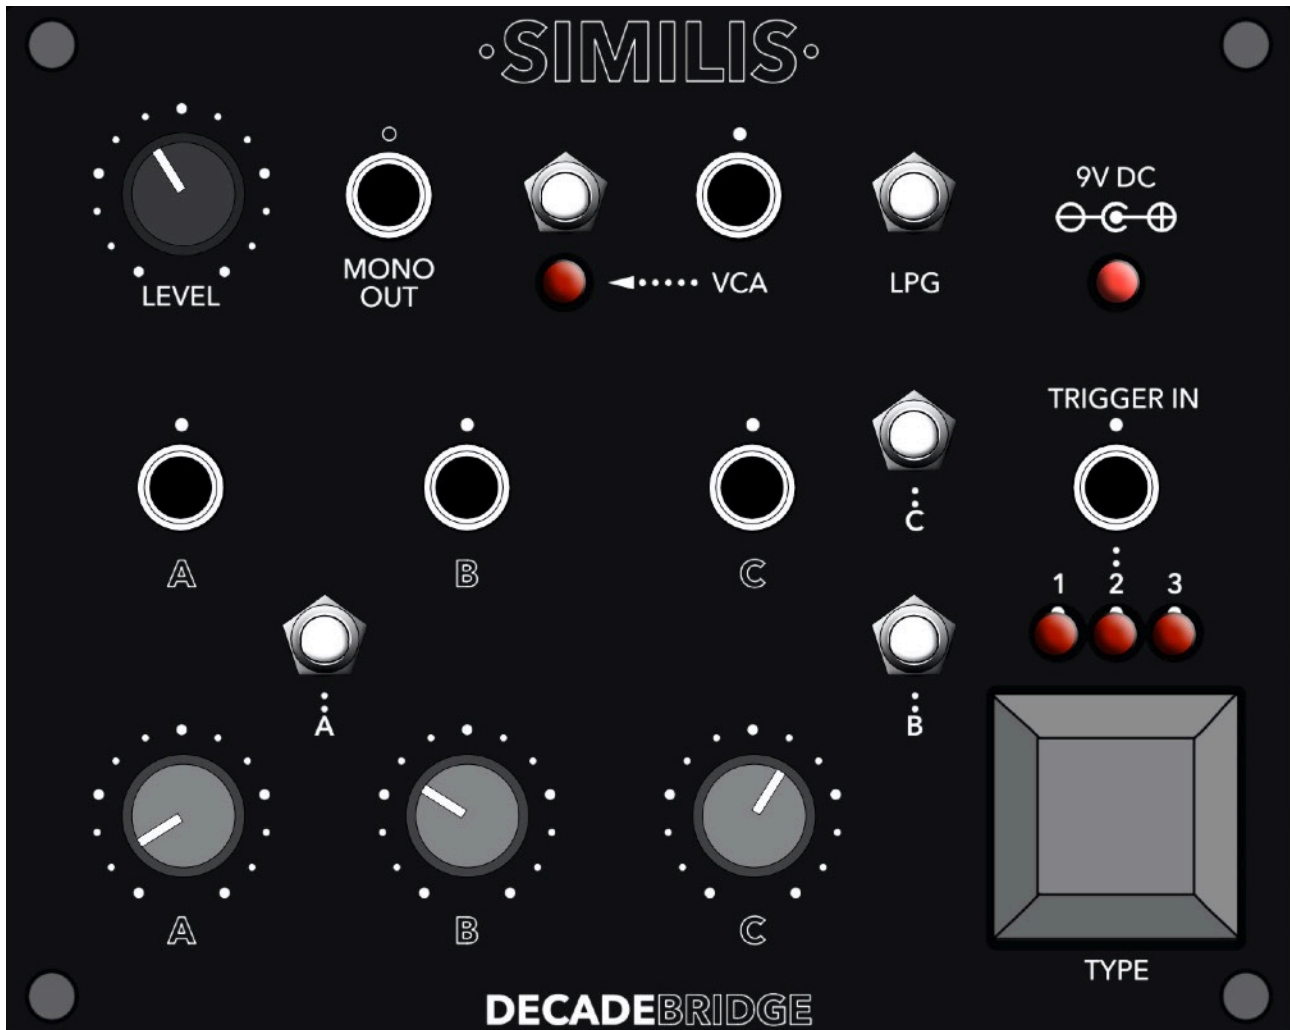 ·SIMILIS·
9V DC
LEVEL
MONO
OUT
VCA
LPG
TRIGGER IN
C
A
B
C
1 2 3
A
B
A
B
C
TYPE
DECADEBRIDGE